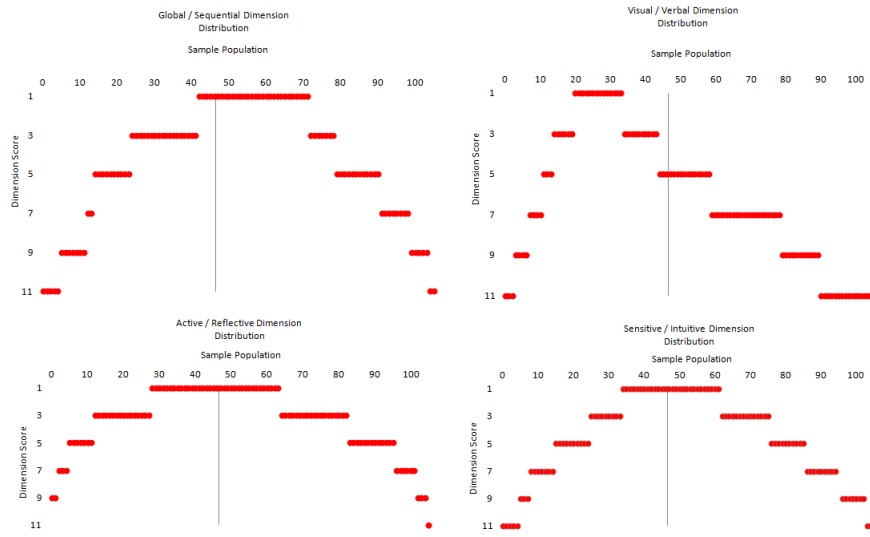 Global / Sequential Dimension
Distribution
Sample Population
0 10 20 30 40 50 60 70 80 90 100
1
3
5
7
9
11
Dimension Score
Visual / Verbal Dimension
Distribution
Sample Population
0 10 20 30 40 50 60 70 80 90 100
1
3
5
7
9
11
Dimension Score
Active / Reflective Dimension
Distribution
Sample Population
0 10 20 30 40 50 60 70 80 90 100
1
3
5
7
9
11
Dimension Score
Sensitive / Intuitive Dimension
Distribution
Sample Population
0 10 20 30 40 50 60 70 80 90 100
1
3
5
7
9
11
Dimension Score